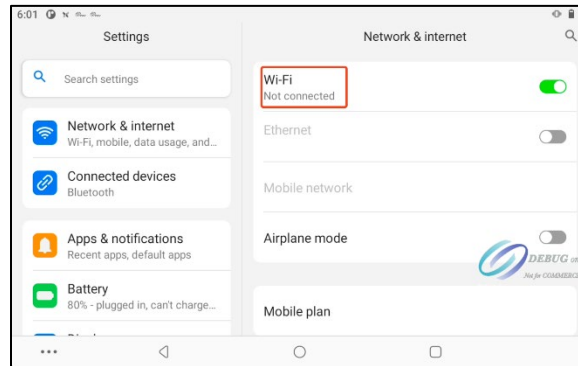 6:01
Settings
Search settings
Network & internet
Wi-Fi, mobile, data usage, and...
Connected devices
Bluetooth
Apps & notifications
Recent apps, default apps
Battery
80% - plugged in, can't charge...
Network & internet
Wi-Fi
Not connected
Ethernet
Mobile network
Airplane mode
DEBUG
Not for COMMERC
Mobile plan